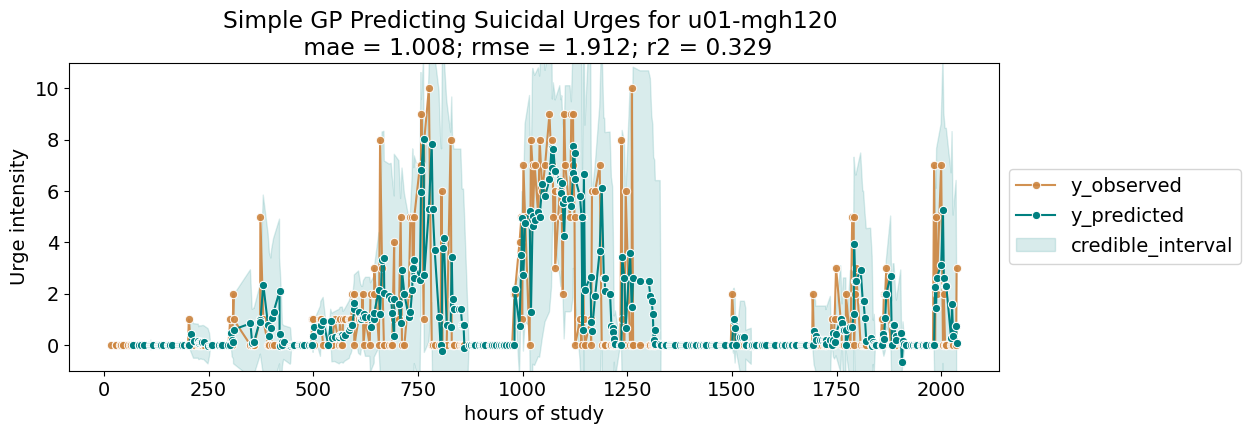 Simple GP Predicting Suicidal Urges for u01-mgh120
mae = 1.008; rmse = 1.912; r2 = 0.329
Urge intensity
10
8
6
4
2
0
0 250 500 750 1000 1250 1500 1750 2000
hours of study
y_observed
y_predicted
credible_interval